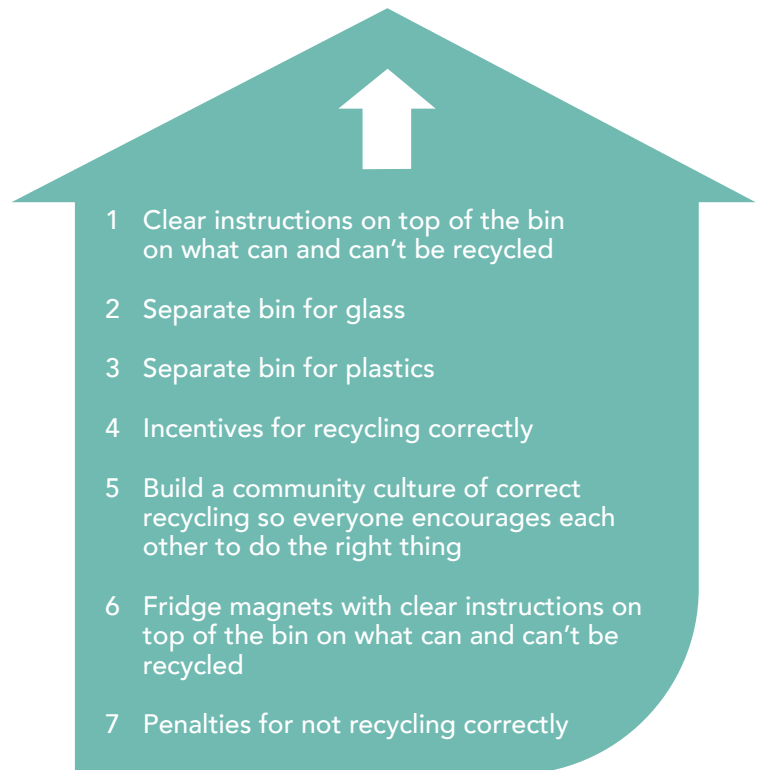 1 Clear instructions on top of the bin
on what can and can’t be recycled
2 Separate bin for glass
3 Separate bin for plastics
4 Incentives for recycling correctly
5 Build a community culture of correct
recycling so everyone encourages each
other to do the right thing
6 Fridge magnets with clear instructions on
top of the bin on what can and can’t be
recycled
7 Penalties for not recycling correctly